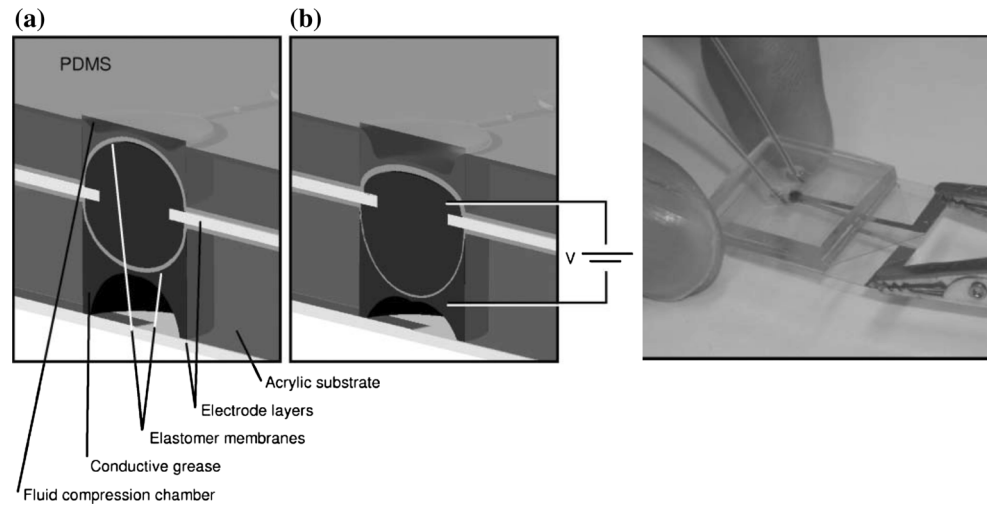 (a)
(b)
PDMS
V
Acrylic substrate
Electrode layers
Elastomer membranes
Conductive grease
Fluid compression chamber